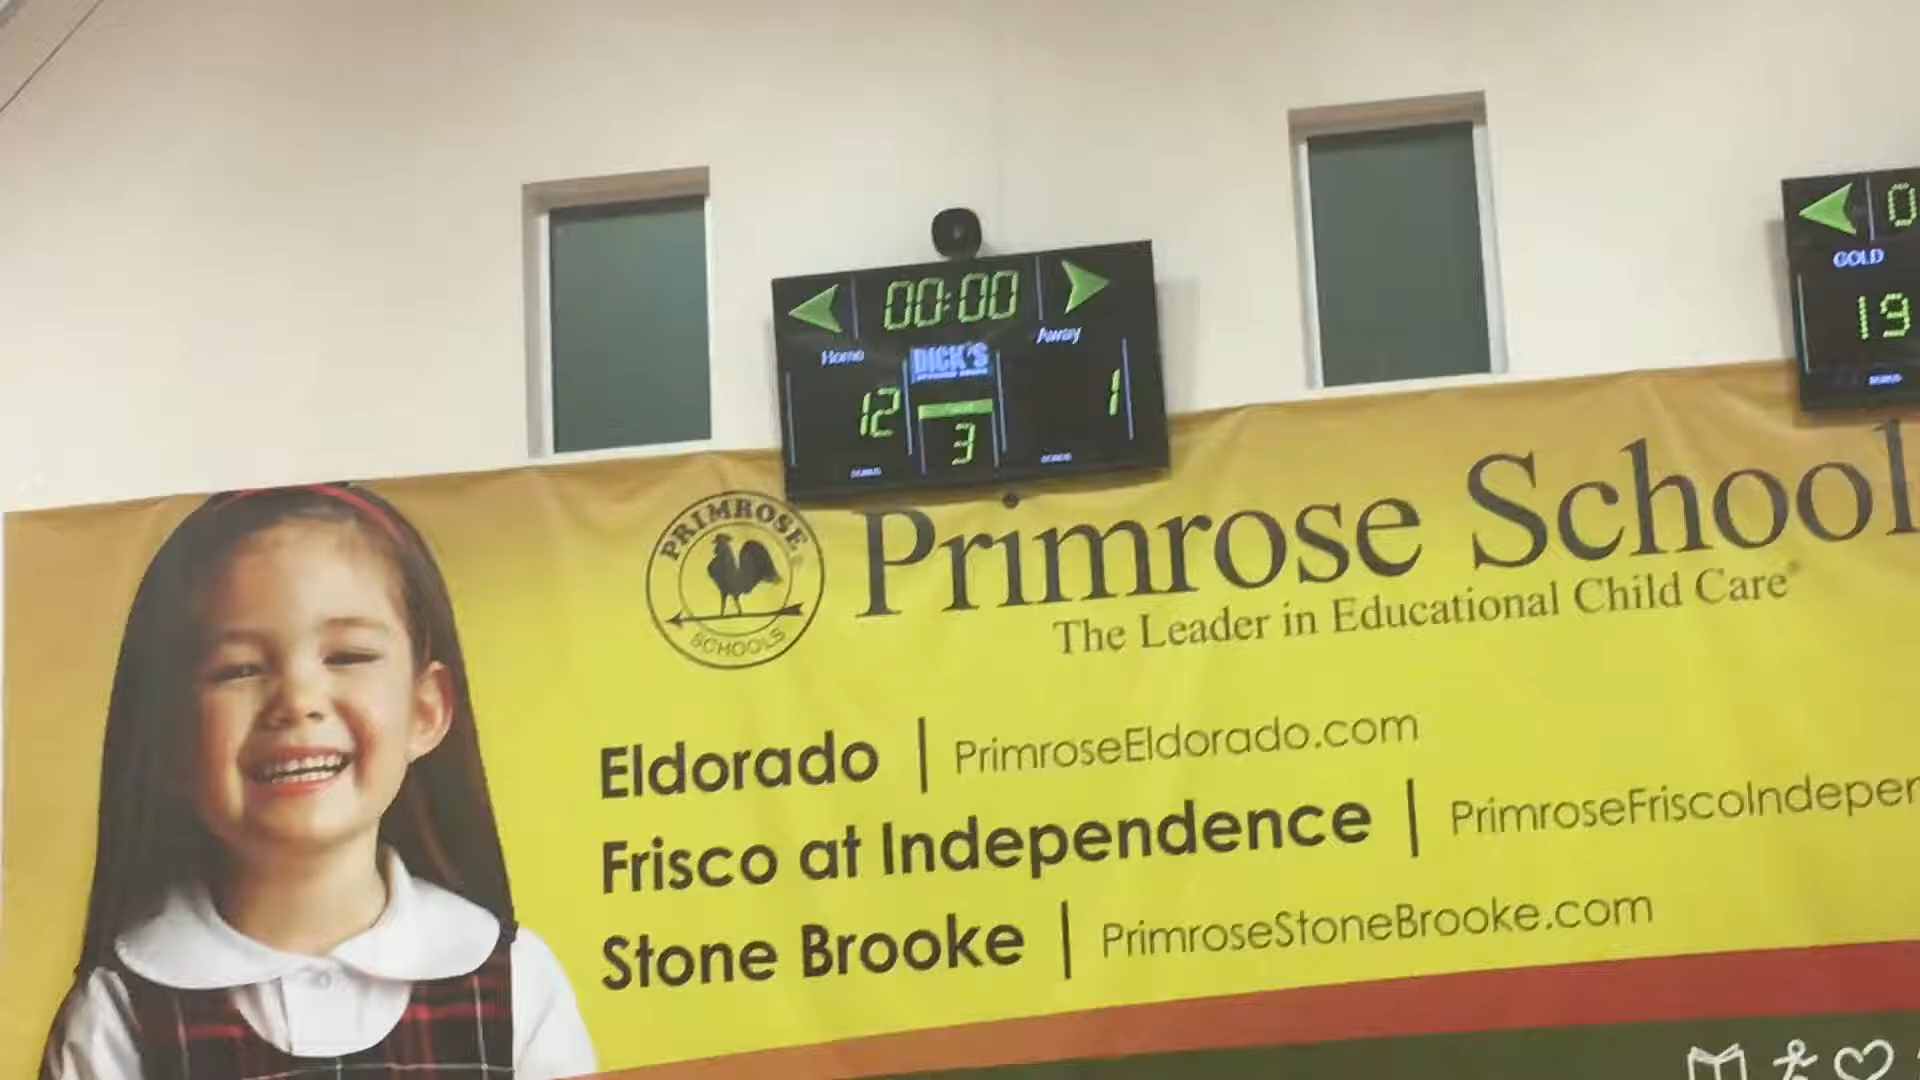 00:00
Home
Away
DICK'S
12
3
1
0
GOLD
19
PRIMROSE
SCHOOLS
Primrose School
The Leader in Educational Child Care
Eldorado | PrimroseEldorado.com
Frisco at Independence | PrimroseFriscoIndepen
Stone Brooke | PrimroseStoneBrooke.com